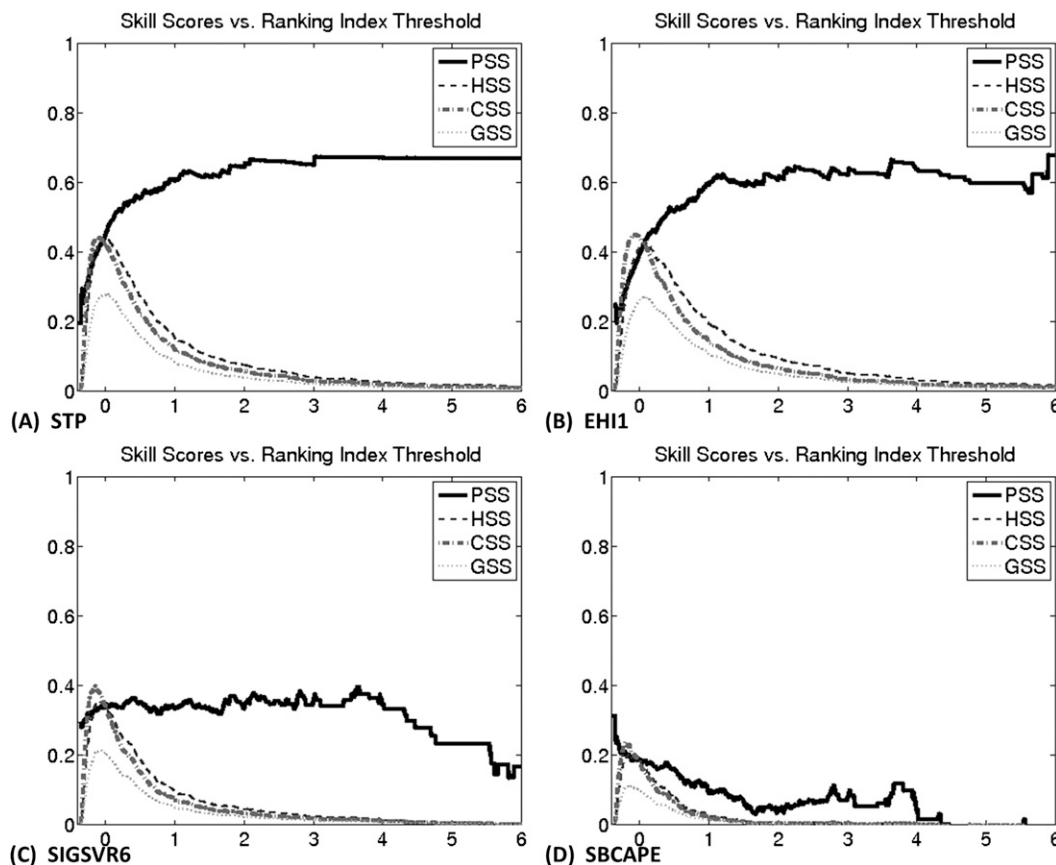 Skill Scores vs. Ranking Index Threshold
1
0.8
0.6
0.4
0.2
0
PSS
HSS
CSS
GSS
0 1 2 3 4 5 6
(A) STP
Skill Scores vs. Ranking Index Threshold
1
0.8
0.6
0.4
0.2
0
PSS
HSS
CSS
GSS
0 1 2 3 4 5 6
(B) EHI1
Skill Scores vs. Ranking Index Threshold
1
0.8
0.6
0.4
0.2
0
PSS
HSS
CSS
GSS
0 1 2 3 4 5 6
(C) SIGSVR6
Skill Scores vs. Ranking Index Threshold
1
0.8
0.6
0.4
0.2
0
PSS
HSS
CSS
GSS
0 1 2 3 4 5 6
(D) SBCAPE